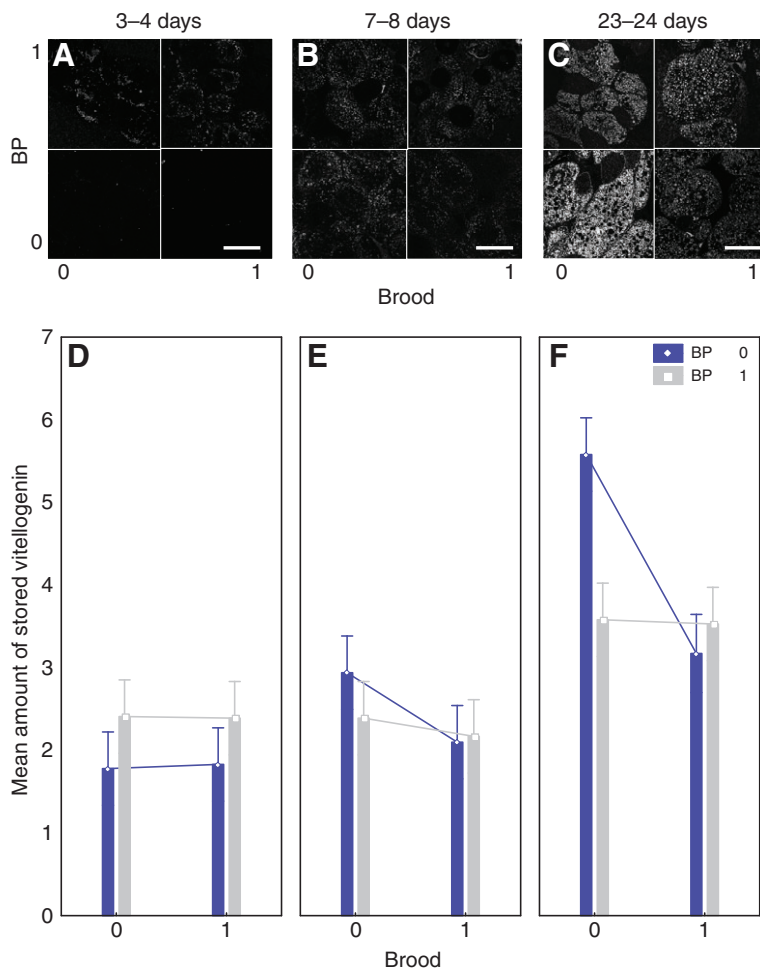 3–4 days 7–8 days 23–24 days
A B C
1
BP
0
0 1 0 1 0 1
Brood
D E F
BP 0
BP 1
Mean amount of stored vitellogenin
7
6
5
4
3
2
1
0
0 1 0 1 0 1
Brood